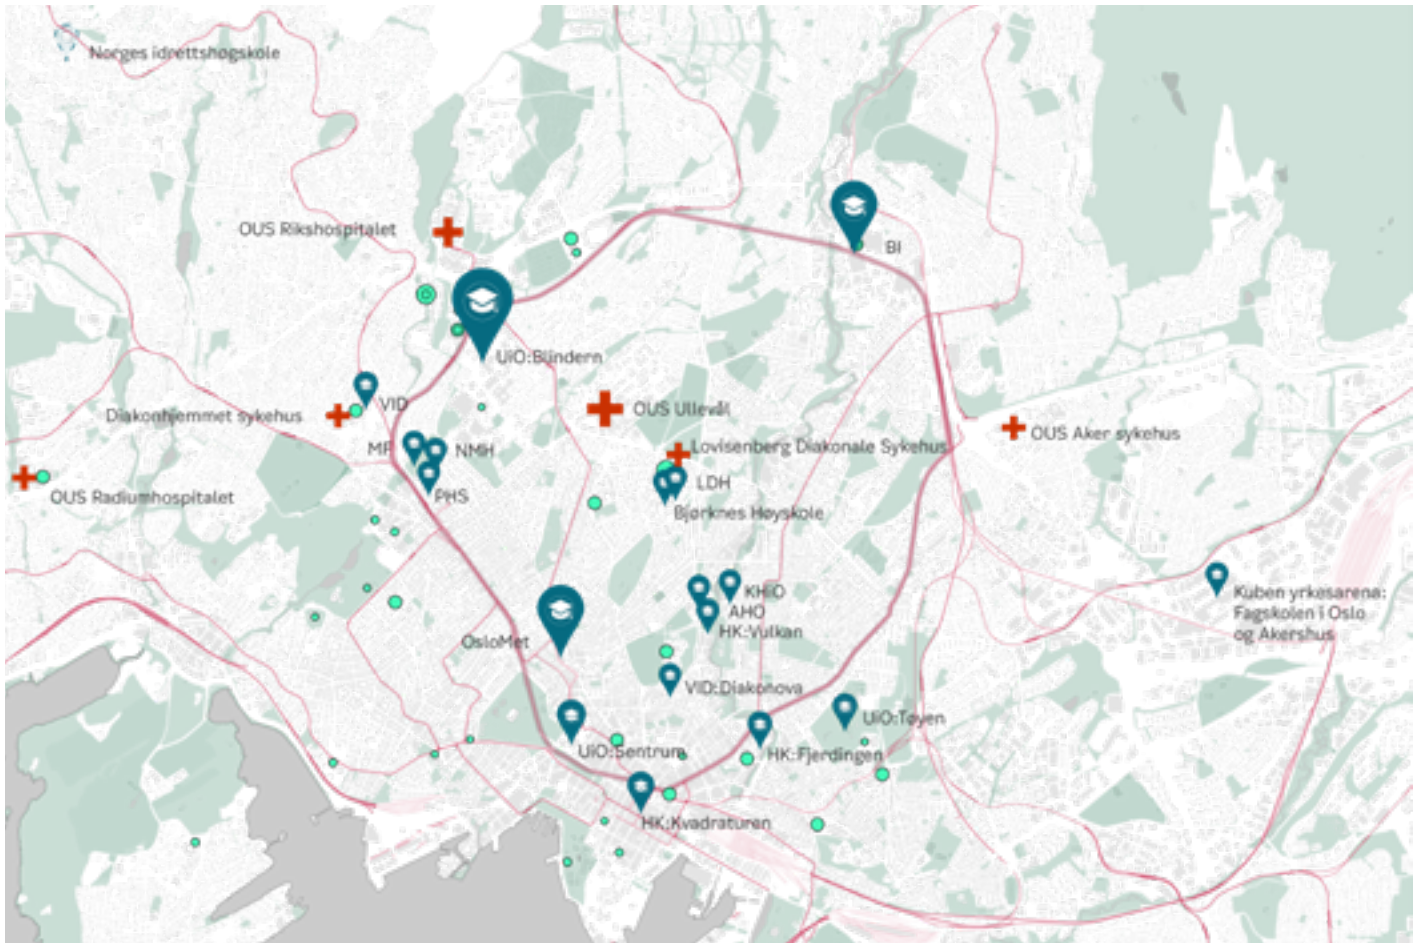 Norges idrettshøgskole
OUS Rikshospitalet
BI
UiO:Blindern
VID
Diakonhjemmet sykehus
OUS Ullevål
OUS Aker sykehus
MF
NMH
Lovisenberg Diakonale Sykehus
LDH
PHS
OUS Radiumhospitalet
Bjørknes Høyskole
KHiO
Kuben yrkesarena:
Fagskolen i Oslo
og Akershus
AHO
HK:Vulkan
OsloMet
VID:Diakonova
UiO:Tøyen
UiO:Sentrum
HK:Fjerdingen
HK:Kvadraturen